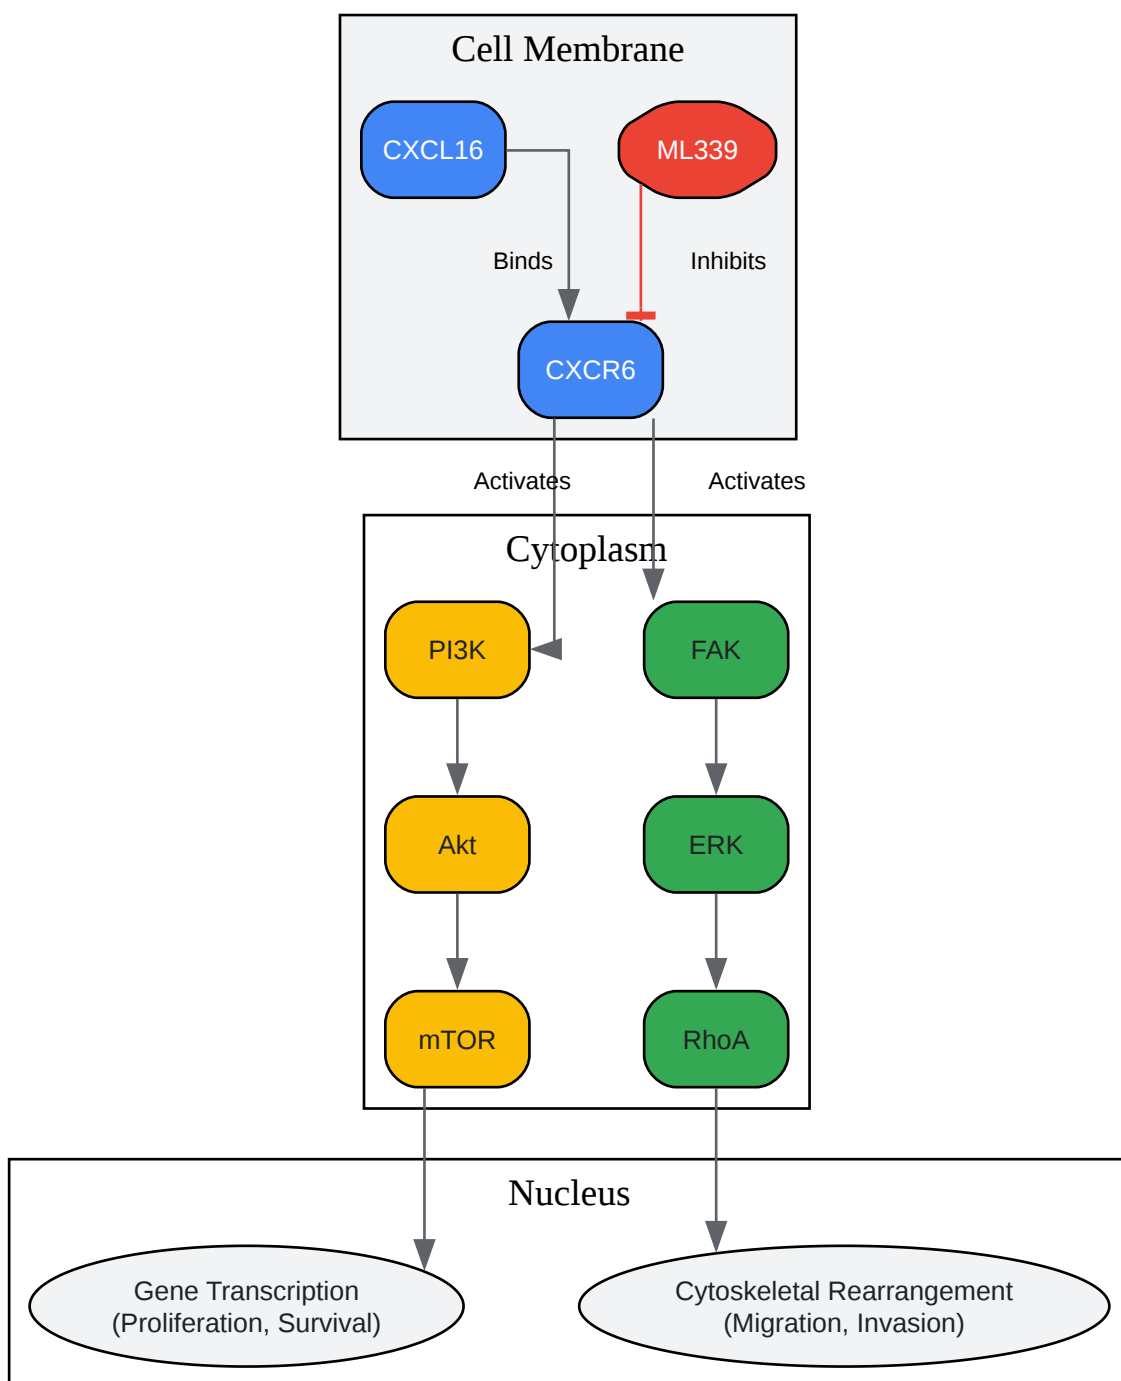 Cell Membrane
CXCL16
ML339
Binds
Inhibits
CXCR6
Activates
Activates
Cytoplasm
PI3K
FAK
Akt
ERK
mTOR
RhoA
Nucleus
Gene Transcription
(Proliferation, Survival)
Cytoskeletal Rearrangement
(Migration, Invasion)